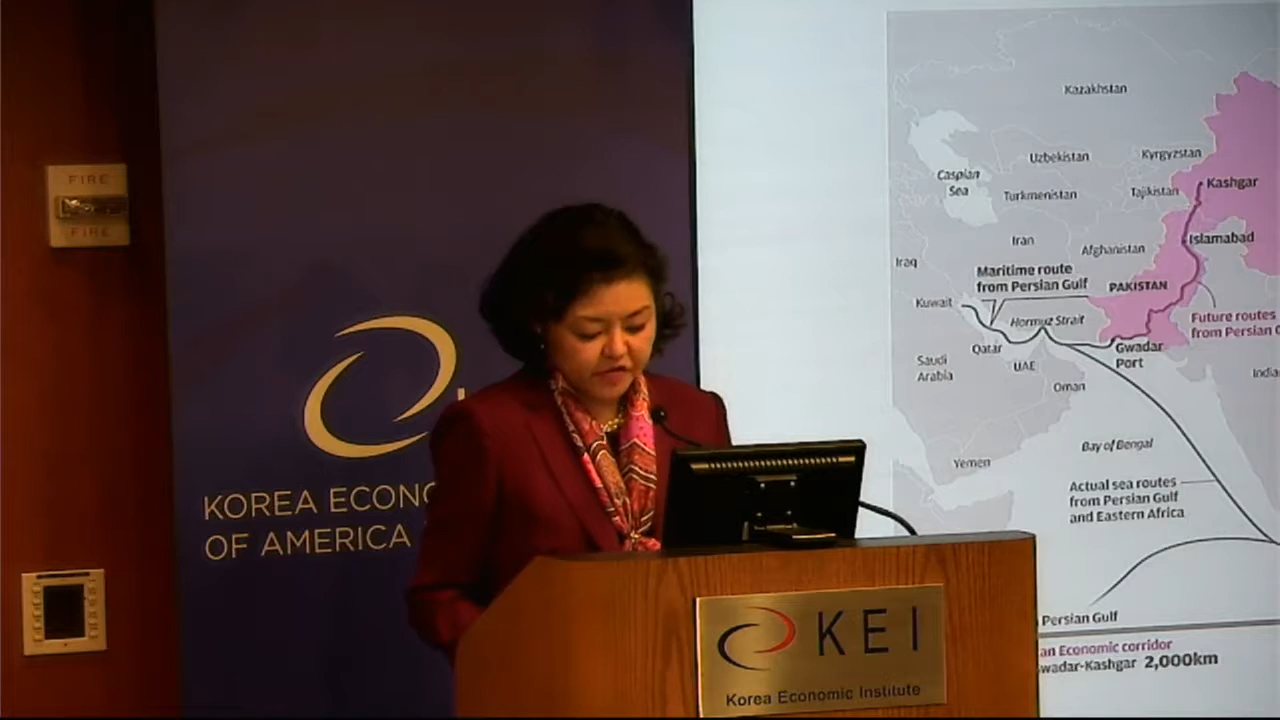 FIRE
FIRE
KOREA ECONO
OF AMERICA
KEI
Korea Economic Institute
Kazakhstan
Uzbekistan
Kyrgyzstan
Caspian
Sea
Turkmenistan
Tajikistan
Kashgar
Iran
Afghanistan
Islamabad
Iraq
Maritime route
from Persian Gulf
PAKISTAN
Kuwait
Hormuz Strait
Future routes
from Persian G
Qatar
Gwadar
Port
Saudi
Arabia
UAE
Oman
India
Bay of Bengal
Yemen
Actual sea routes
from Persian Gulf
and Eastern Africa
Persian Gulf
an Economic corridor
wadar-Kashgar 2,000km